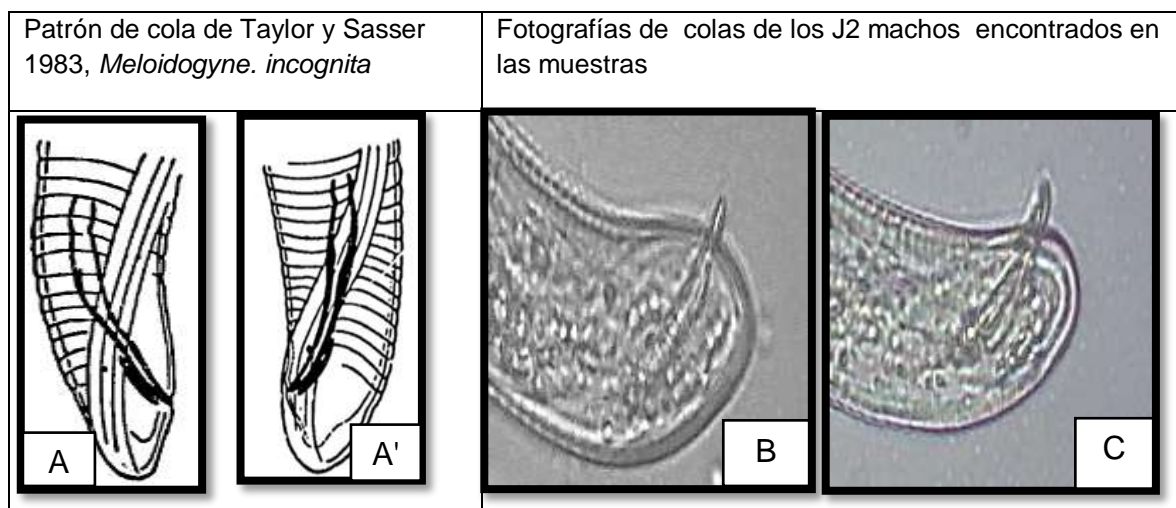 Patrón de cola de Taylor y Sasser
1983, Meloidogyne. incognita
Fotografías de  colas de los J2 machos  encontrados en
las muestras
A
A'
B
C